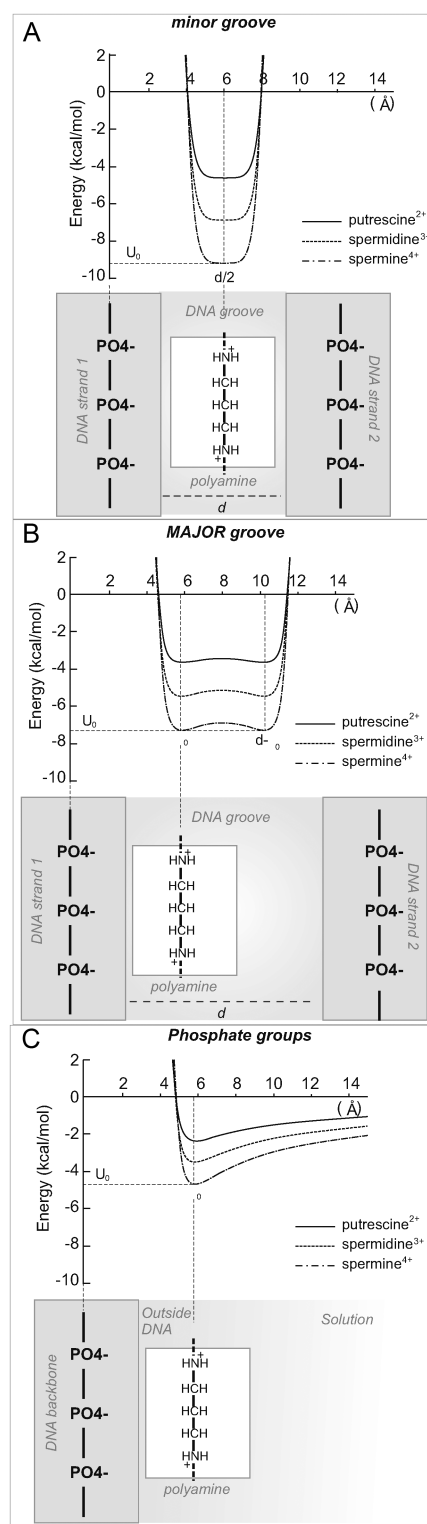 minor groove
A
2
0
-2
-4
-6
-8
-10
Energy (kcal/mol)
2 4 6 8 10 12 14
(Å)
U0
d/2
putrescine2+
spermidine3+
spermine4+
DNA groove
DNA strand 1
PO4-
PO4-
PO4-
+
HNH
HCH
HCH
HCH
HNH
+
polyamine
d
PO4-
PO4-
PO4-
DNA strand 2
MAJOR groove
B
2
0
-2
-4
-6
-8
-10
Energy (kcal/mol)
2 4 6 8 10 12 14
(Å)
U0
0
d- 0
putrescine2+
spermidine3+
spermine4+
DNA groove
DNA strand 1
PO4-
PO4-
PO4-
+
HNH
HCH
HCH
HCH
HNH
+
polyamine
d
PO4-
PO4-
PO4-
DNA strand 2
Phosphate groups
C
2
0
-2
-4
-6
-8
-10
Energy (kcal/mol)
2 4 6 8 10 12 14
(Å)
U0
0
putrescine2+
spermidine3+
spermine4+
Outside
DNA
Solution
DNA backbone
PO4-
PO4-
PO4-
+
HNH
HCH
HCH
HCH
HNH
+
polyamine